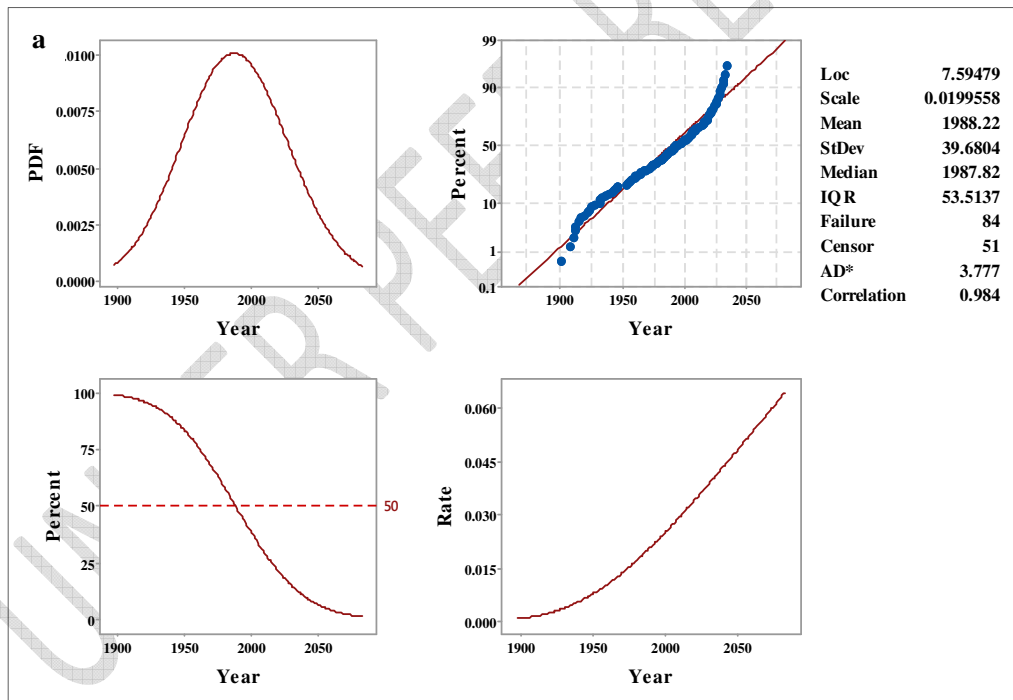 a
.0100
0.0075
0.0050
0.0025
0.0000
PDF
1900 1950 2000 2050
Year
99
90
50
10
1
0.1
Percent
1900 1950 2000 2050
Year
Loc 7.59479
Scale 0.0199558
Mean 1988.22
StDev 39.6804
Median 1987.82
IQR 53.5137
Failure 84
Censor 51
AD* 3.777
Correlation 0.984
100
75
50
25
0
Percent
50
1900 1950 2000 2050
Year
0.060
0.045
0.030
0.015
0.000
Rate
1900 1950 2000 2050
Year